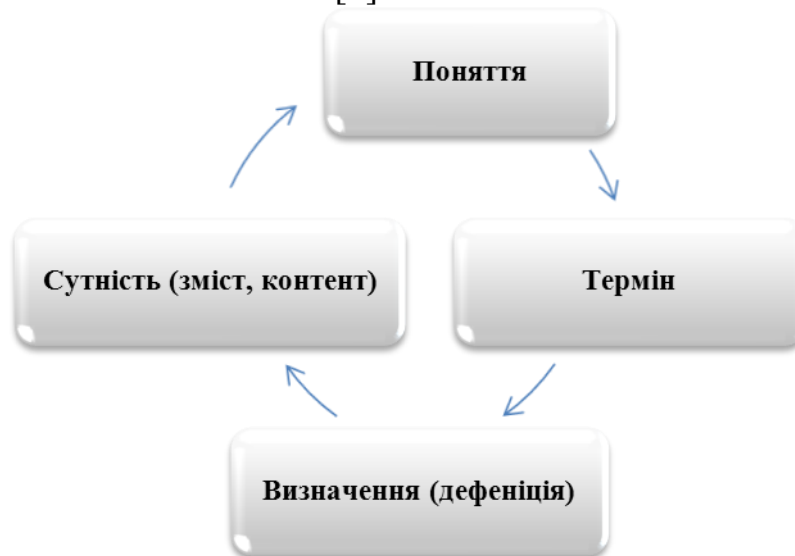 Поняття
Сутність (зміст, контент)
Термін
Визначення (дефеніція)